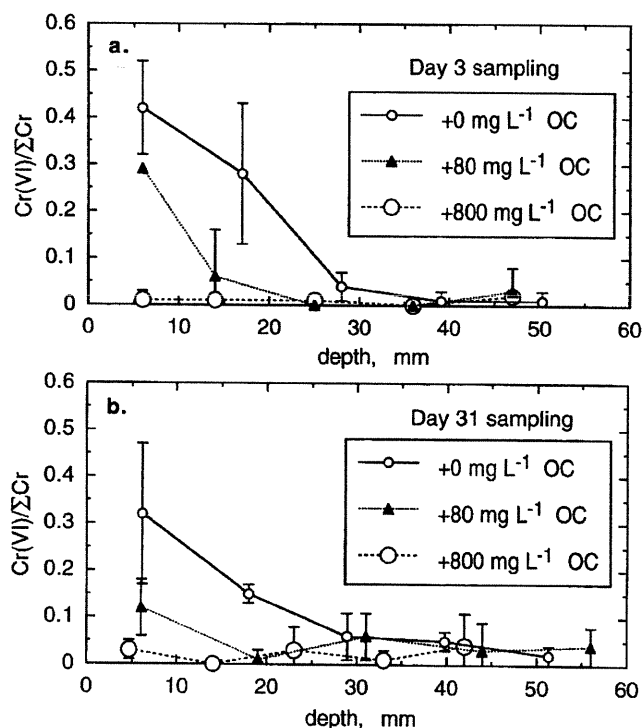 a.
Day 3 sampling
+0 mg L-1 OC
+80 mg L-1 OC
+800 mg L-1 OC
Cr(VI)/ΣCr
0.6
0.5
0.4
0.3
0.2
0.1
0
0 10 20 30 40 50 60
depth, mm
b.
Day 31 sampling
+0 mg L-1 OC
+80 mg L-1 OC
+800 mg L-1 OC
Cr(VI)/ΣCr
0.6
0.5
0.4
0.3
0.2
0.1
0
0 10 20 30 40 50 60
depth, mm